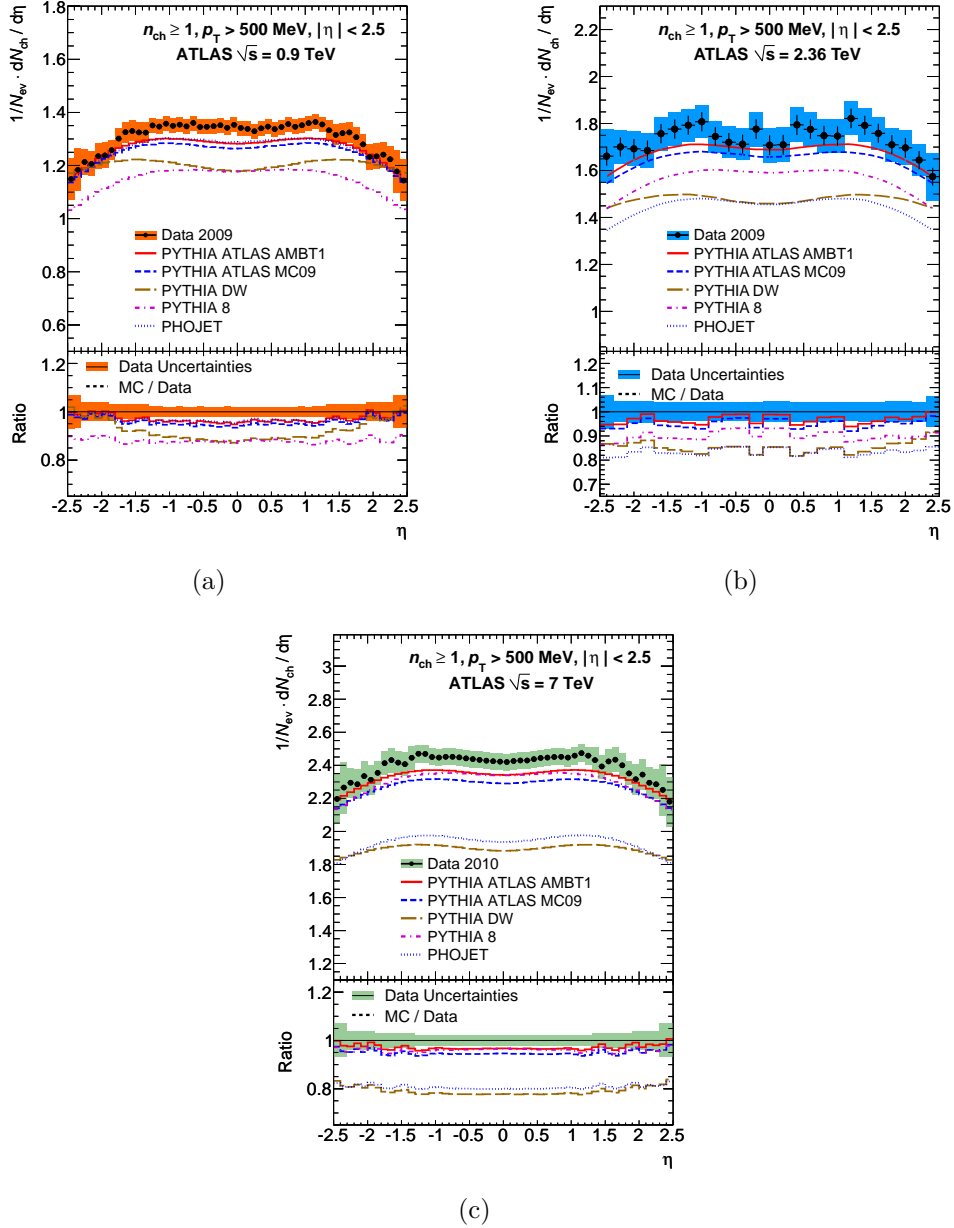 1/N_ev · dN_ch / dη
n_ch ≥ 1, p_T > 500 MeV, |η| < 2.5
ATLAS √s = 0.9 TeV
1.8
1.6
1.4
1.2
1
0.8
0.6
Data 2009
PYTHIA ATLAS AMBT1
PYTHIA ATLAS MC09
PYTHIA DW
PYTHIA 8
PHOJET
Ratio
1.2
1
0.8
Data Uncertainties
MC / Data
-2.5 -2 -1.5 -1 -0.5 0 0.5 1 1.5 2 2.5
η
(a)
1/N_ev · dN_ch / dη
n_ch ≥ 1, p_T > 500 MeV, |η| < 2.5
ATLAS √s = 2.36 TeV
2.2
2
1.8
1.6
1.4
1.2
1
Data 2009
PYTHIA ATLAS AMBT1
PYTHIA ATLAS MC09
PYTHIA DW
PYTHIA 8
PHOJET
Ratio
1.2
1.1
1.0
1
0.9
0.8
0.7
Data Uncertainties
MC / Data
-2.5 -2 -1.5 -1 -0.5 0 0.5 1 1.5 2 2.5
η
(b)
1/N_ev · dN_ch / dη
n_ch ≥ 1, p_T > 500 MeV, |η| < 2.5
ATLAS √s = 7 TeV
3
2.8
2.6
2.4
2.2
2
1.8
1.6
1.4
1.2
Data 2010
PYTHIA ATLAS AMBT1
PYTHIA ATLAS MC09
PYTHIA DW
PYTHIA 8
PHOJET
Ratio
1.2
1
0.8
Data Uncertainties
MC / Data
-2.5 -2 -1.5 -1 -0.5 0 0.5 1 1.5 2 2.5
η
(c)